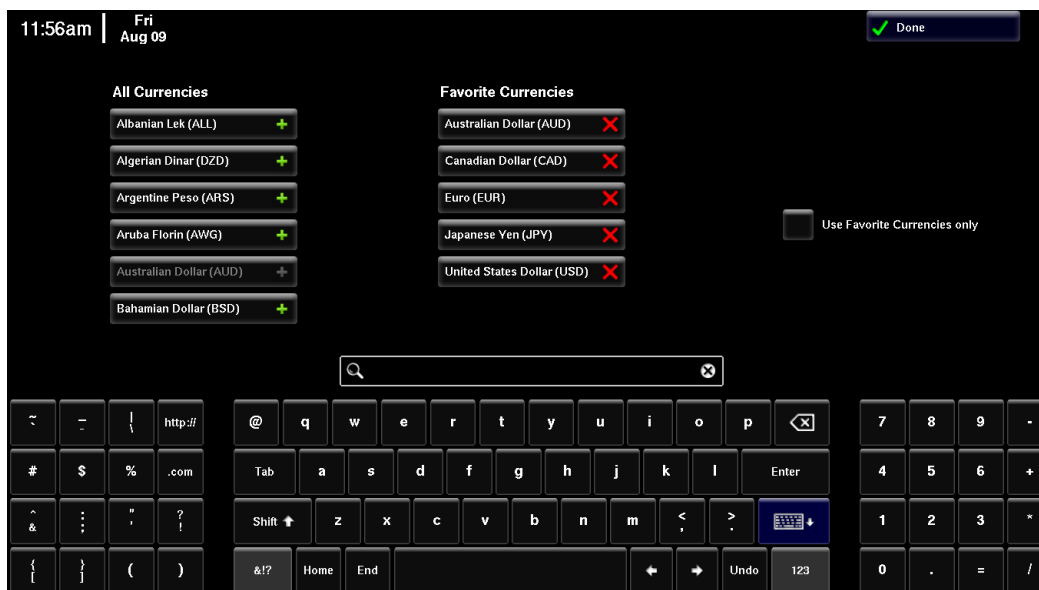 11:56am
Fri
Aug 09
Done
All Currencies
Favorite Currencies
Albanian Lek (ALL)
Australian Dollar (AUD)
Algerian Dinar (DZD)
Canadian Dollar (CAD)
Argentine Peso (ARS)
Euro (EUR)
Aruba Florin (AWG)
Japanese Yen (JPY)
Use Favorite Currencies only
Australian Dollar (AUD)
United States Dollar (USD)
Bahamian Dollar (BSD)
~ ` _ - | \ http:// @ q w e r t y u i o p 7 8 9 -
# $ % .com Tab a s d f g h j k l Enter 4 5 6 +
^ & : ; " ' ? ! Shift z x c v b n m < , > . 1 2 3 *
{ [ } ] ( ) &!? Home End Undo 123 0 . = /